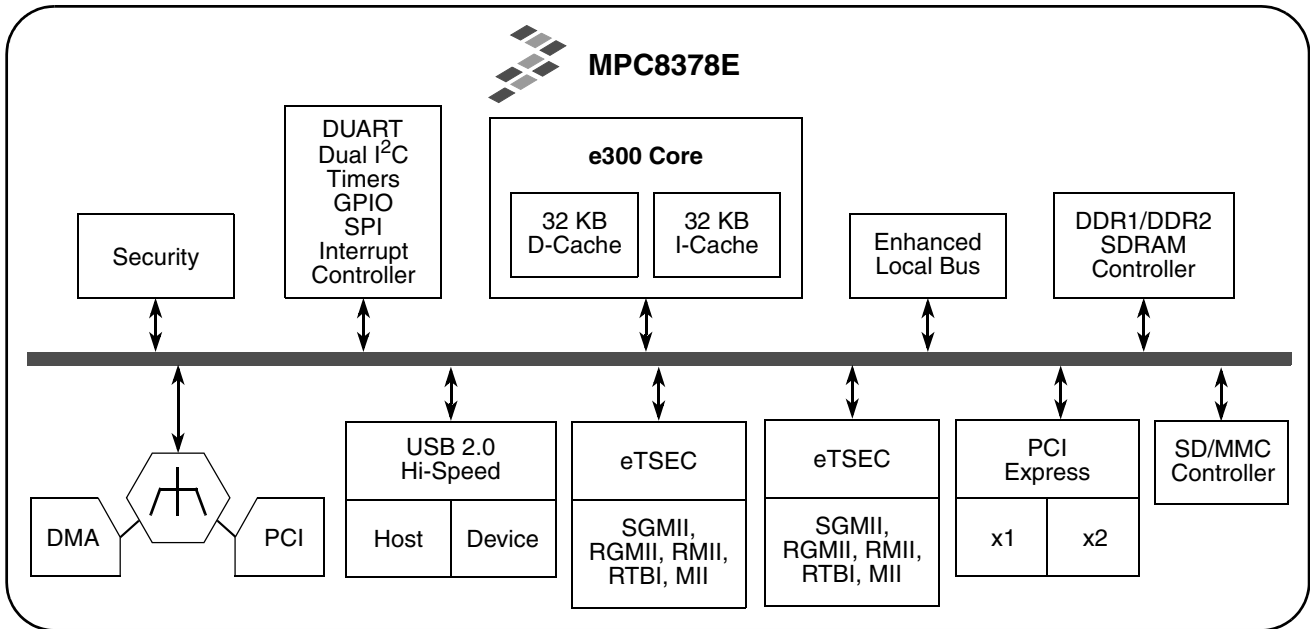 MPC8378E
DUART
Dual I²C
Timers
GPIO
SPI
Interrupt
Controller
e300 Core
32 KB
D-Cache
32 KB
I-Cache
Security
Enhanced
Local Bus
DDR1/DDR2
SDRAM
Controller
DMA
PCI
USB 2.0
Hi-Speed
Host
Device
eTSEC
SGMII,
RGMII, RMII,
RTBI, MII
eTSEC
SGMII,
RGMII, RMII,
RTBI, MII
PCI
Express
x1
x2
SD/MMC
Controller